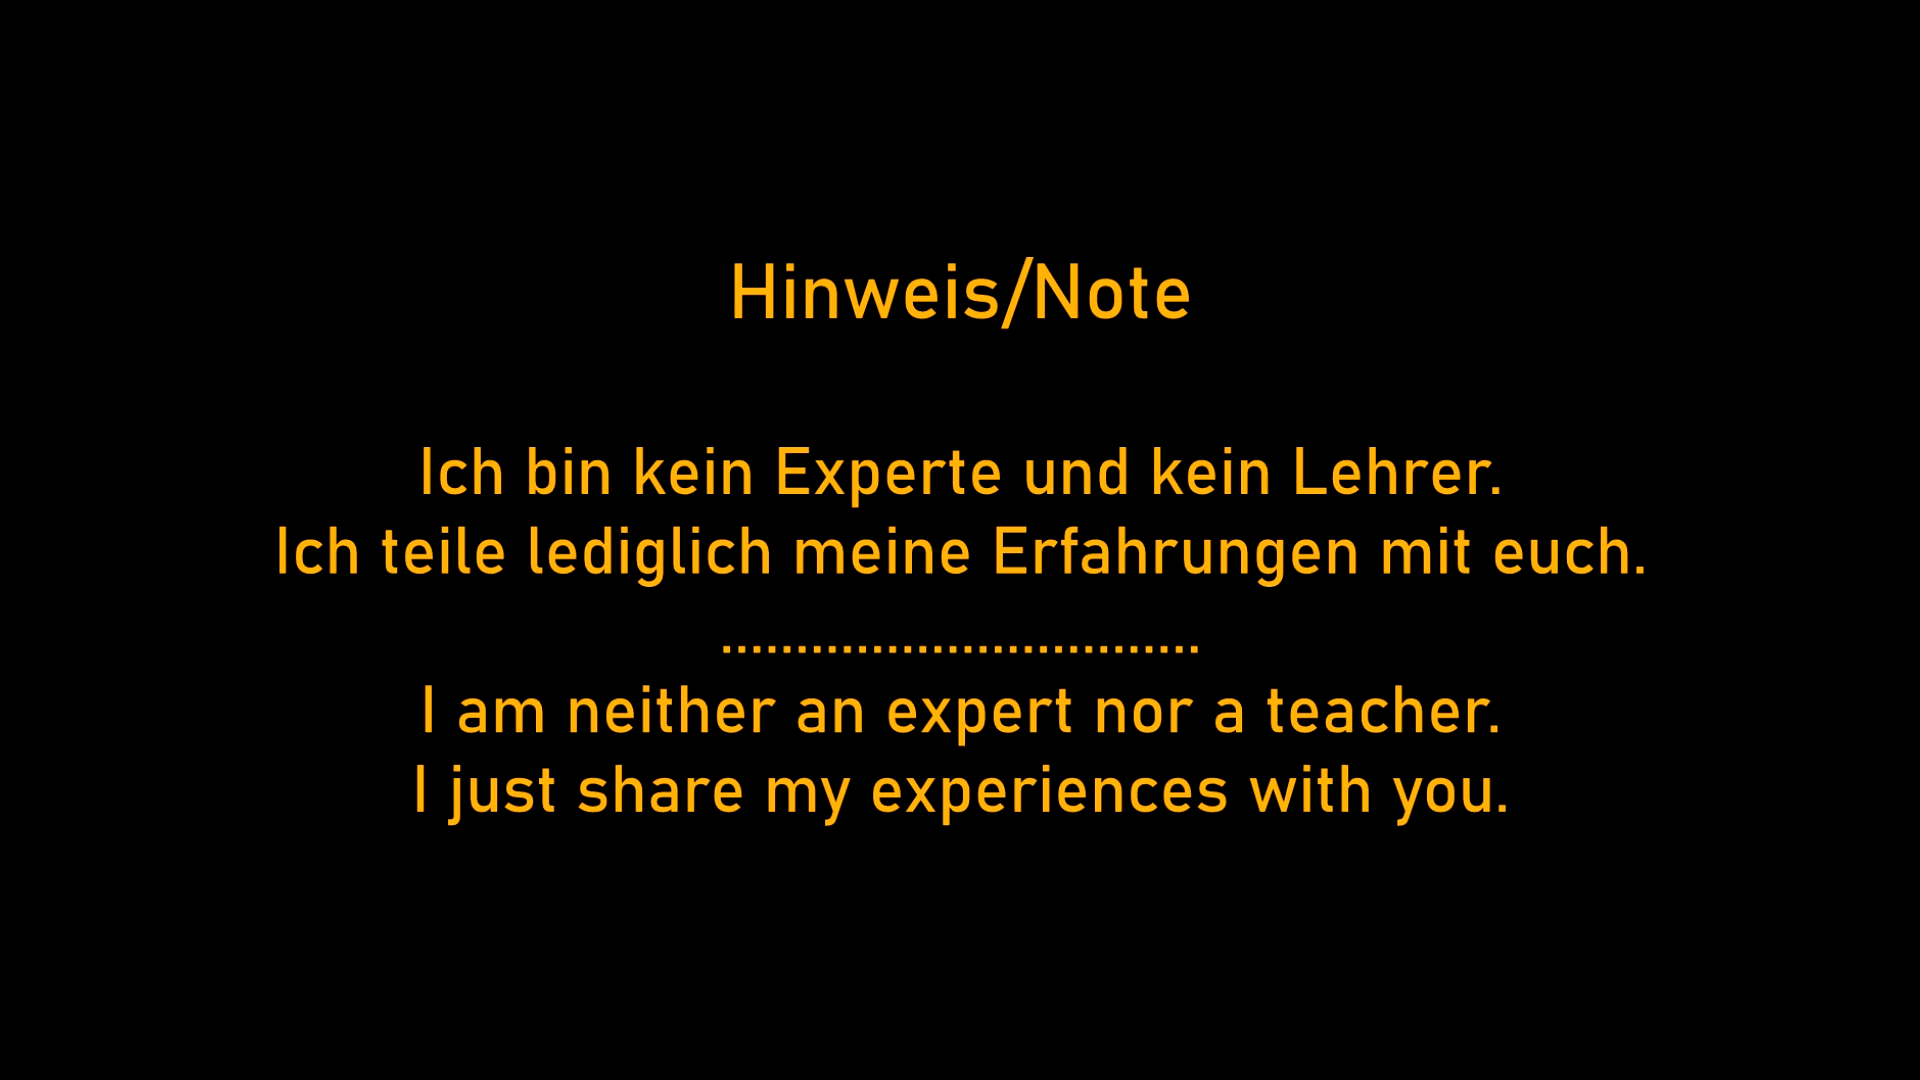 Hinweis/Note
Ich bin kein Experte und kein Lehrer.
Ich teile lediglich meine Erfahrungen mit euch.
................................
I am neither an expert nor a teacher.
I just share my experiences with you.